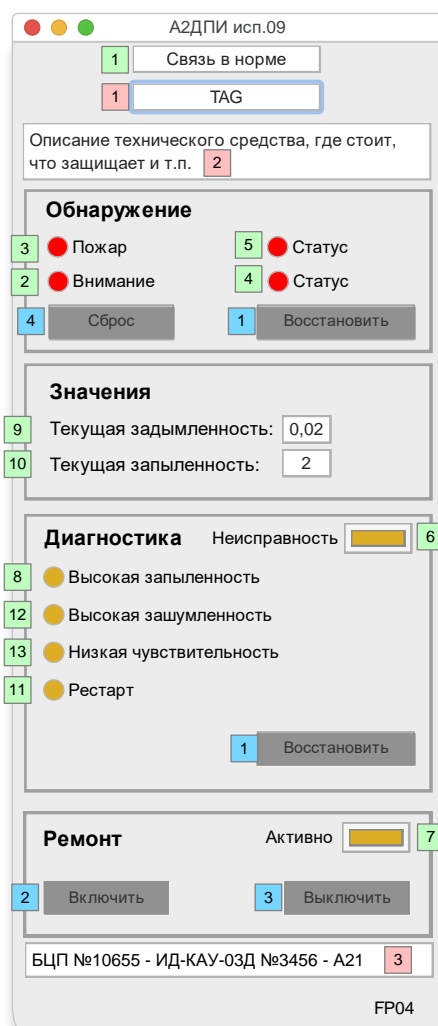 А2ДПИ исп.09
1 Связь в норме
1 TAG
Описание технического средства, где стоит,
что защищает и т.п. 2
Обнаружение
3 Пожар 5 Статус
2 Внимание 4 Статус
4 Сброс 1 Восстановить
Значения
9 Текущая задымленность: 0,02
10 Текущая запыленность: 2
Диагностика Неисправность 6
8 Высокая запыленность
12 Высокая зашумленность
13 Низкая чувствительность
11 Рестарт
1 Восстановить
Ремонт Активно 7
2 Включить 3 Выключить
БЦП №10655 - ИД-КАУ-03Д №3456 - А21 3
FP04